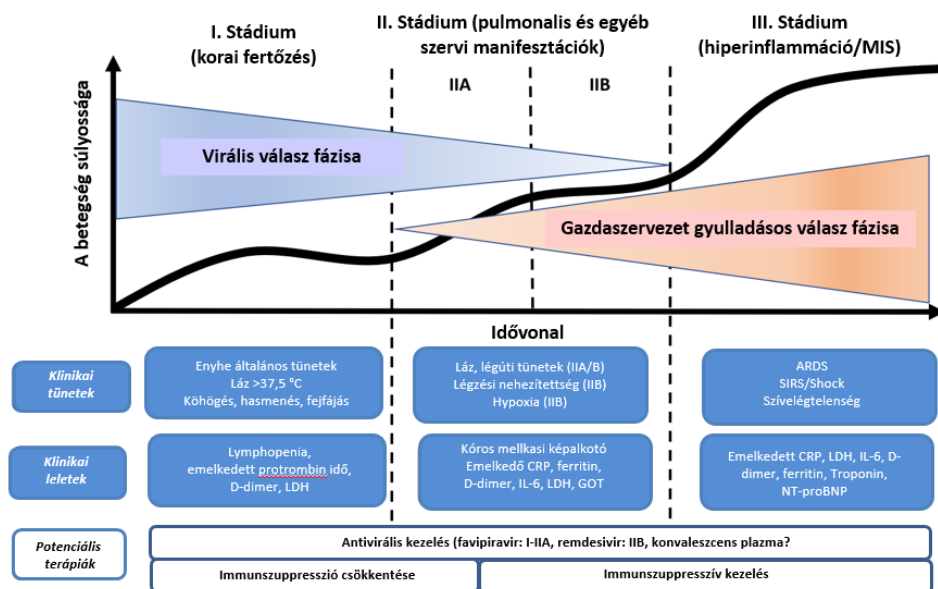 I. Stádium
(korai fertőzés)
II. Stádium (pulmonalis és egyéb
szervi manifesztációk)
III. Stádium
(hiperinflammáció/MIS)
IIA
IIB
A betegség súlyossága
Virális válasz fázisa
Gazdaszervezet gyulladásos válasz fázisa
Idővonal
Klinikai
tünetek
Enyhe általános tünetek
Láz >37,5 °C
Köhögés, hasmenés, fejfájás
Láz, légúti tünetek (IIA/B)
Légzési nehezítettség (IIB)
Hypoxia (IIB)
ARDS
SIRS/Shock
Szívelégtelenség
Klinikai
leletek
Lymphopenia,
emelkedett protrombin idő,
D-dimer, LDH
Kóros mellkasi képalkotó
Emelkedő CRP, ferritin,
D-dimer, IL-6, LDH, GOT
Emelkedett CRP, LDH, IL-6, D-
dimer, ferritin, Troponin,
NT-proBNP
Potenciális
terápiák
Antivirális kezelés (favipiravir: I-IIA, remdesivir: IIB, konvaleszcens plazma?
Immunszuppresszió csökkentése
Immunszuppresszív kezelés